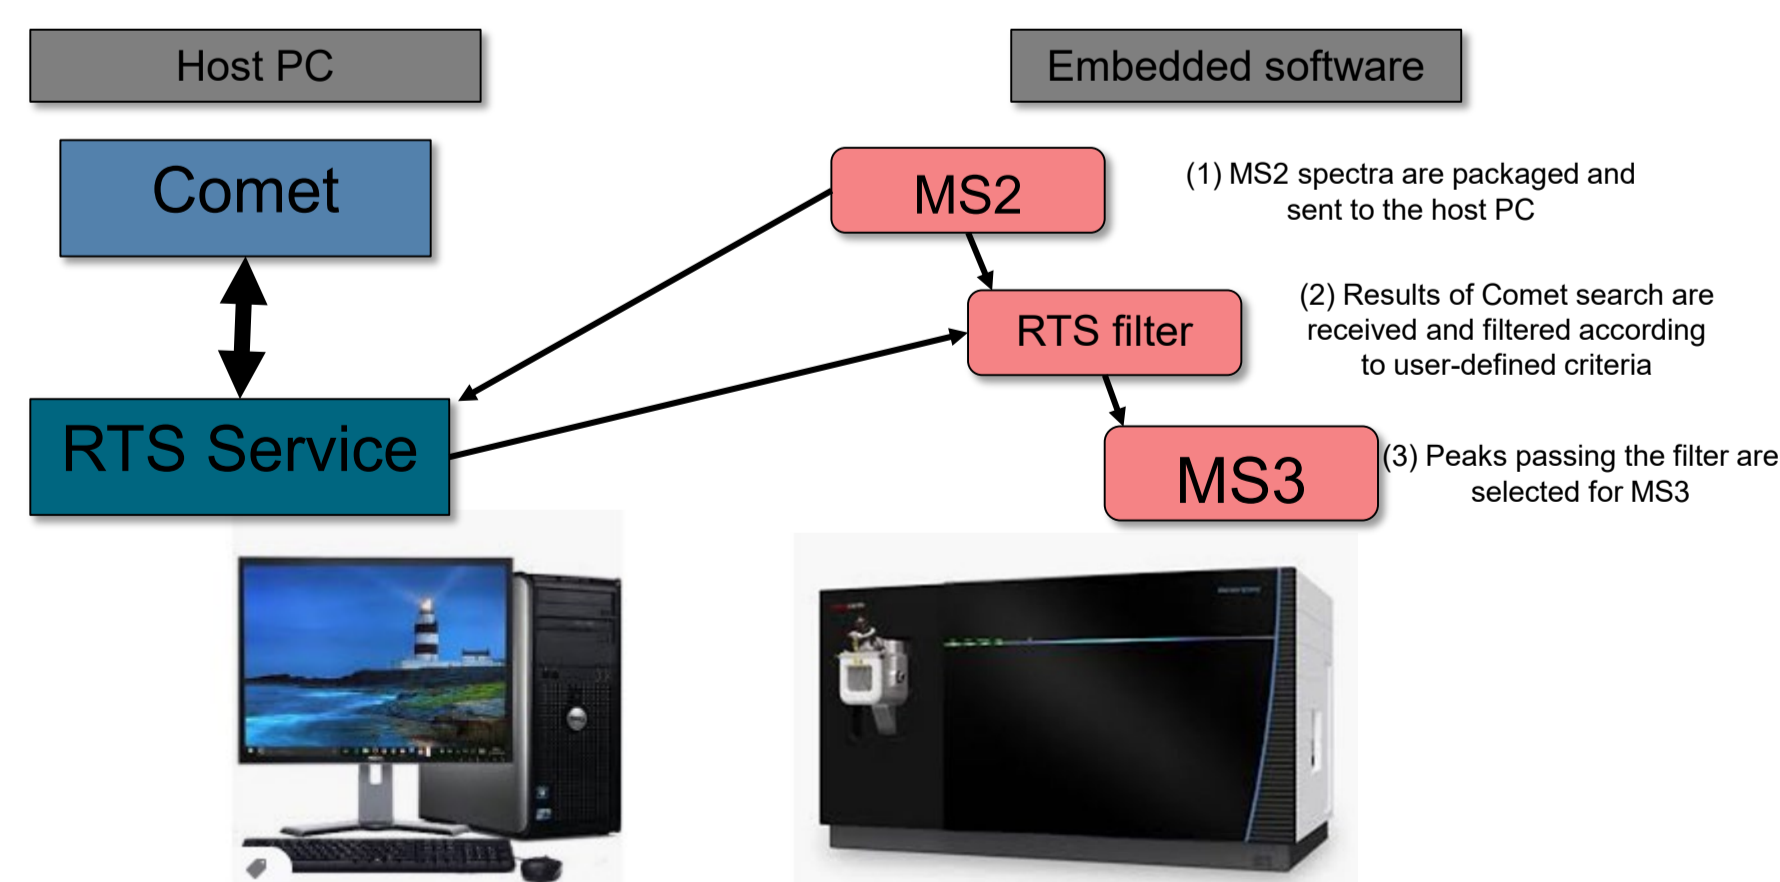 Host PC
Embedded software
Comet
MS2
(1) MS2 spectra are packaged and
sent to the host PC
RTS filter
(2) Results of Comet search are
received and filtered according
to user-defined criteria
RTS Service
MS3
(3) Peaks passing the filter are
selected for MS3